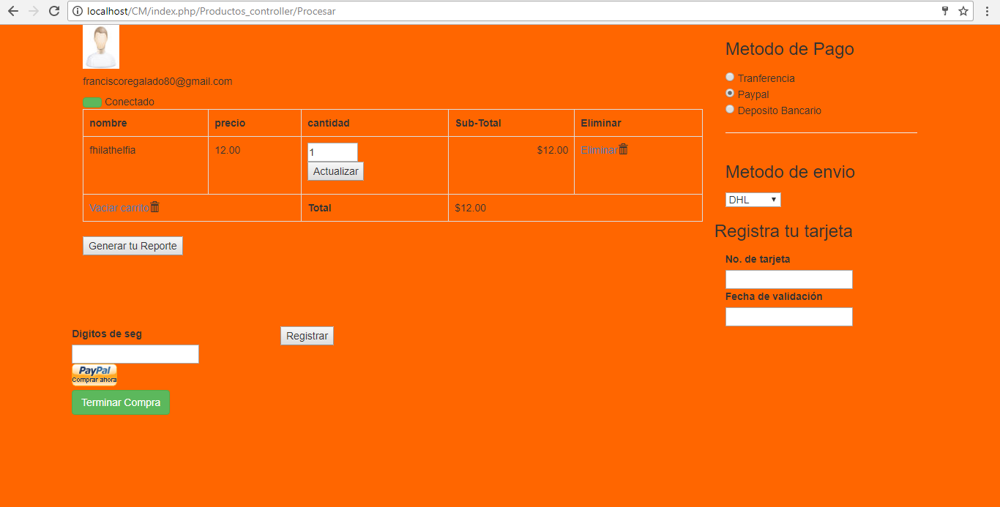 localhost/CM/index.php/Productos_controller/Procesar
franciscoregalado80@gmail.com
Conectado
nombre precio cantidad Sub-Total Eliminar
fhilathelfia 12.00 1 $12.00 Eliminar
Actualizar
Vaciar carrito Total $12.00
Generar tu Reporte
Metodo de Pago
Tranferencia
Paypal
Deposito Bancario
Metodo de envio
DHL
Registra tu tarjeta
No. de tarjeta
Fecha de validación
Digitos de seg
Registrar
PayPal
Comprar ahora
Terminar Compra